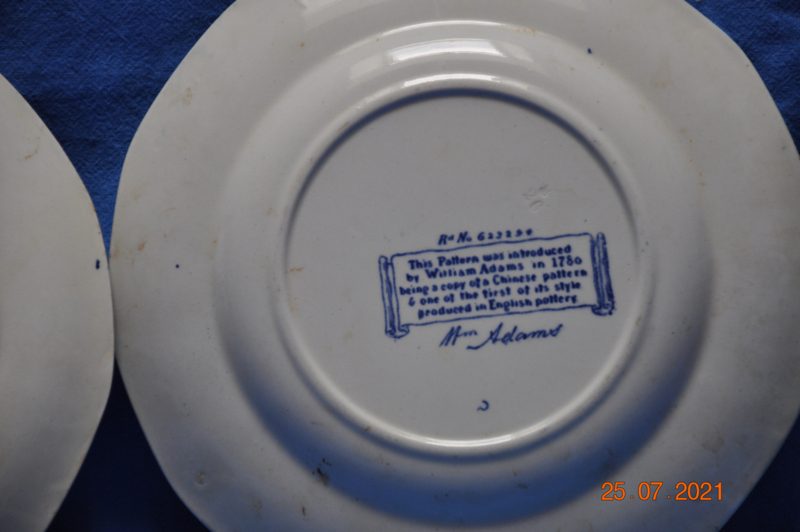 Rd No 623294
This Pattern was introduced
by William Adams in 1780
being a copy of a Chinese pattern
& one of the first of its style
produced in English pottery
Wm Adams
25.07.2021